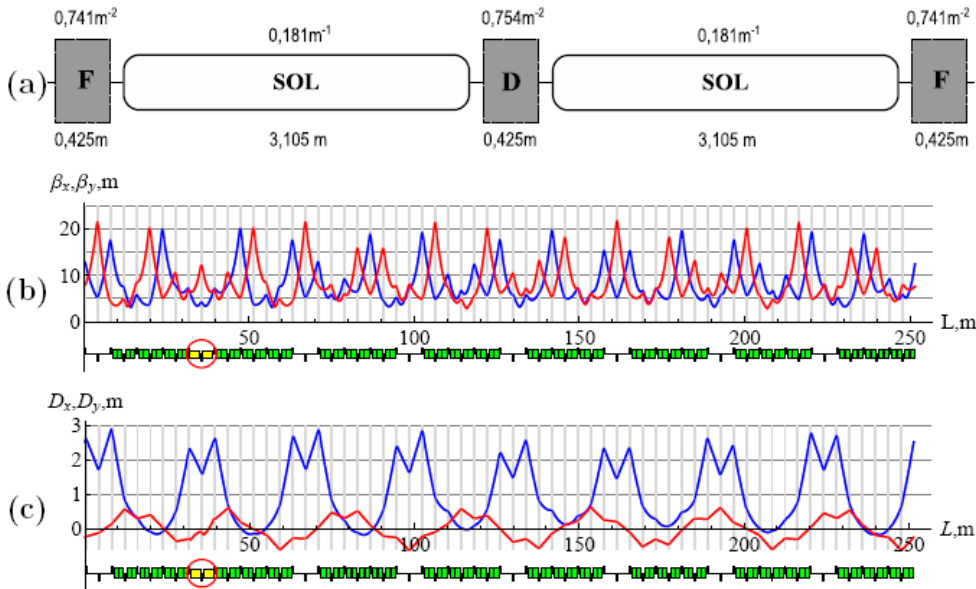 0,741m⁻² 0,181m⁻¹ 0,754m⁻² 0,181m⁻¹ 0,741m⁻²
(a) F SOL D SOL F
0,425m 3,105 m 0,425m 3,105 m 0,425m
βx,βy,m
20
10
0
(b)
50 100 150 200 250 L,m
Dx,Dy,m
3
2
1
0
(c)
50 100 150 200 250 L,m